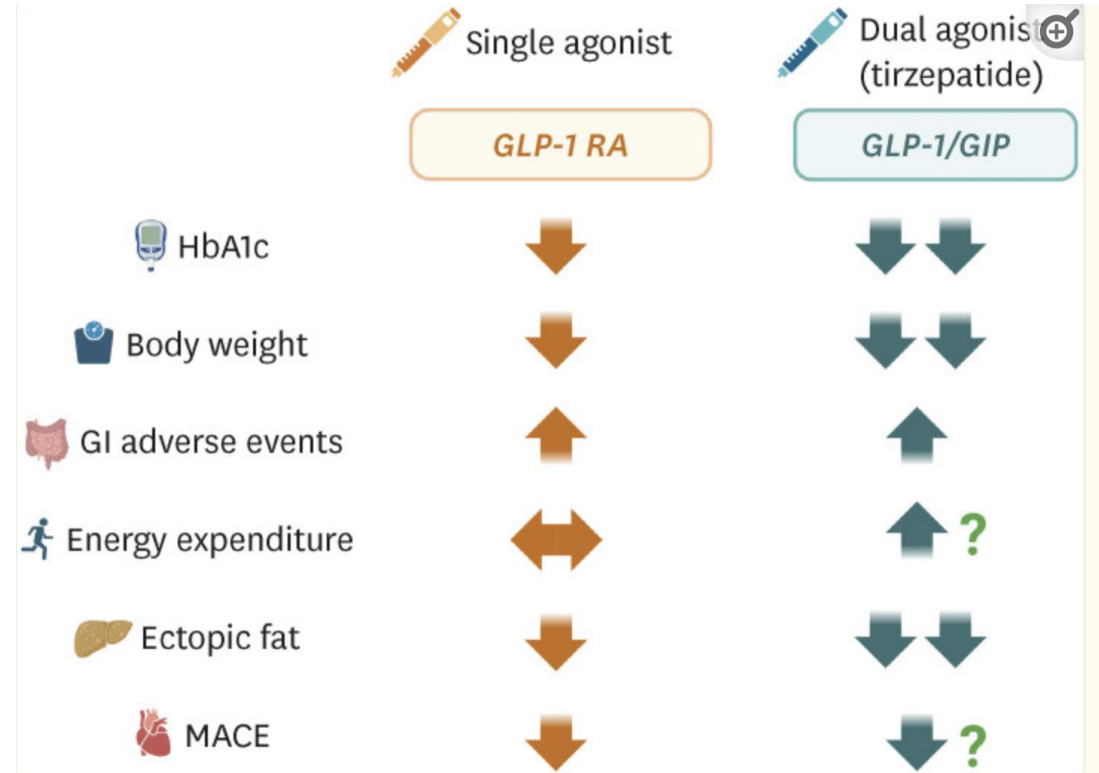 Single agonist
Dual agonist
(tirzepatide)
GLP-1 RA
GLP-1/GIP
HbA1c
Body weight
GI adverse events
Energy expenditure
?
Ectopic fat
MACE
?